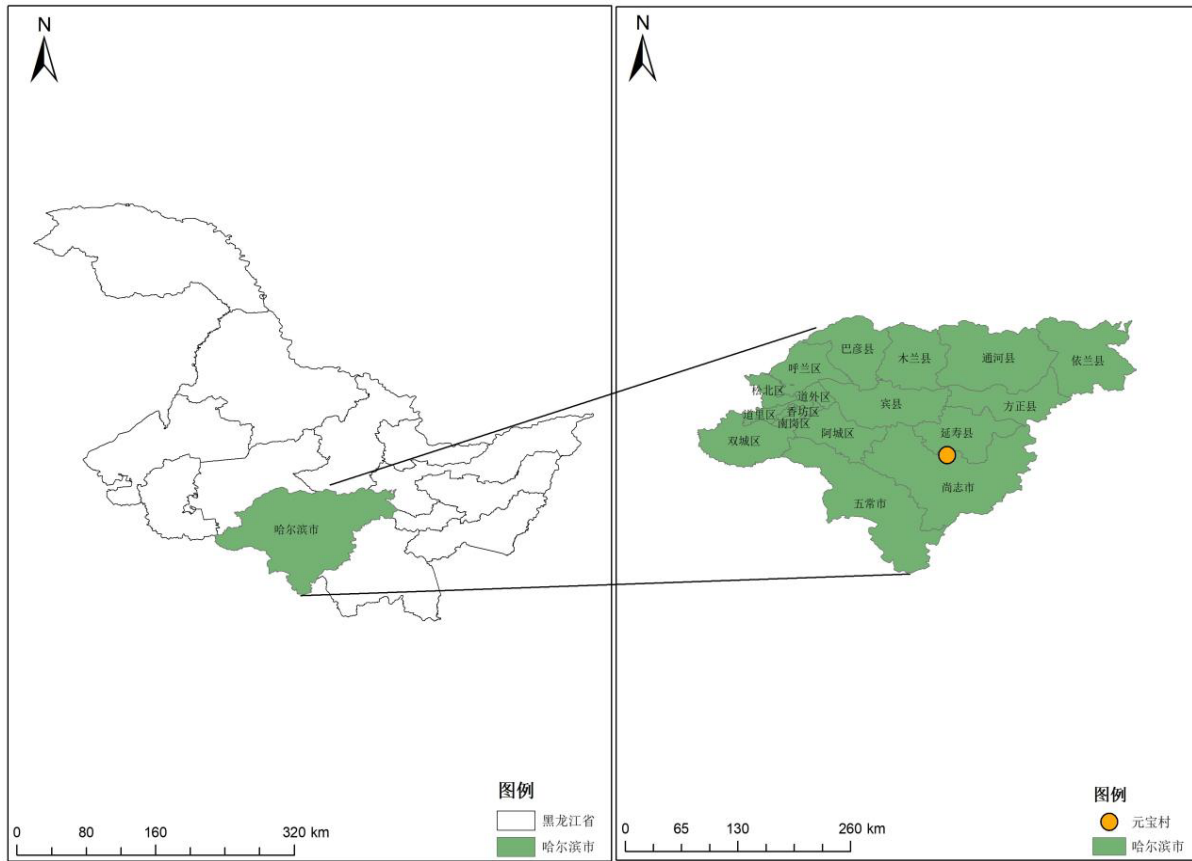 N
哈尔滨市
图例
黑龙江省
哈尔滨市
0 80 160 320 km
N
巴彦县
木兰县
通河县
依兰县
呼兰区
松北区
道外区
宾县
方正县
道里区
香坊区
南岗区
阿城区
延寿县
双城区
尚志市
五常市
图例
元宝村
哈尔滨市
0 65 130 260 km